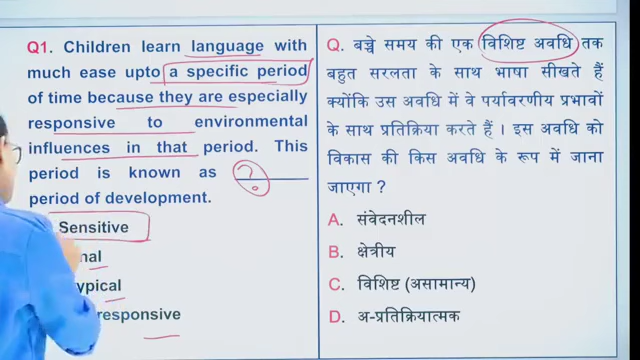 Q1. Children learn language with
much ease upto a specific period
of time because they are especially
responsive to environmental
influences in that period. This
period is known as ________ ?
period of development.
Sensitive
responsive
Q. बच्चे समय की एक विशिष्ट अवधि तक
बहुत सरलता के साथ भाषा सीखते हैं
क्योंकि उस अवधि में वे पर्यावरणीय प्रभावों
के साथ प्रतिक्रिया करते हैं । इस अवधि को
विकास की किस अवधि के रूप में जाना
जाएगा ?
A. संवेदनशील
B. क्षेत्रीय
C. विशिष्ट (असामान्य)
D. अ-प्रतिक्रियात्मक